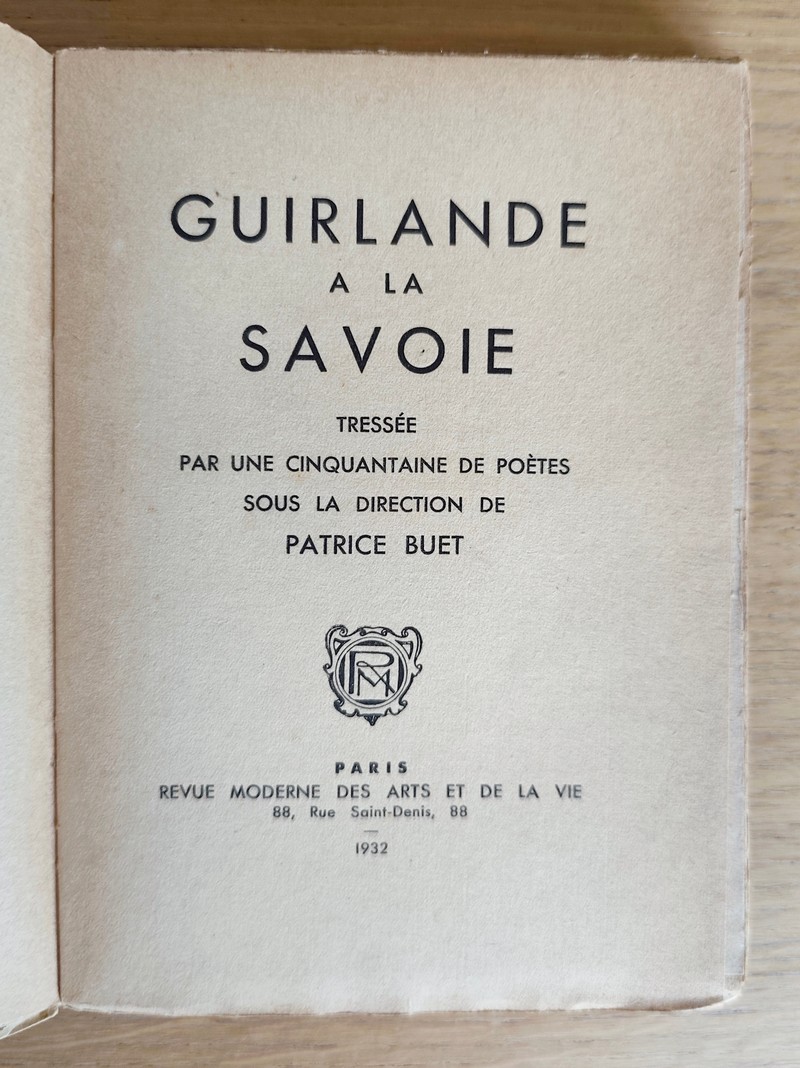 GUIRLANDE
A LA
SAVOIE
TRESSÉE
PAR UNE CINQUANTAINE DE POÈTES
SOUS LA DIRECTION DE
PATRICE BUET
RM
PARIS
REVUE MODERNE DES ARTS ET DE LA VIE
88, Rue Saint-Denis, 88
1932